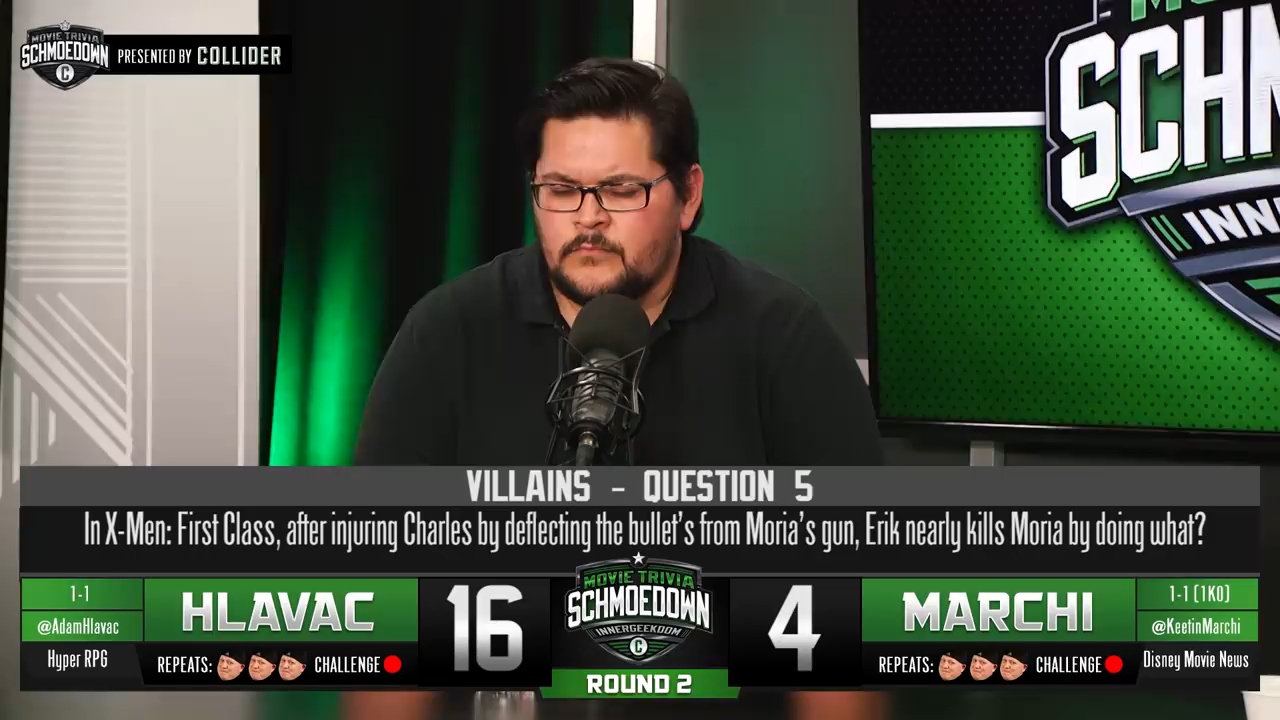 MOVIE TRIVIA
SCHMOEDOWN
C
PRESENTED BY COLLIDER
SCHM
INN
VILLAINS - QUESTION 5
In X-Men: First Class, after injuring Charles by deflecting the bullet's from Moria's gun, Erik nearly kills Moria by doing what?
1-1
@AdamHlavac
Hyper RPG
HLAVAC
REPEATS:
CHALLENGE
16
MOVIE TRIVIA
SCHMOEDOWN
INNERGEEKDOM
C
ROUND 2
4
MARCHI
REPEATS:
CHALLENGE
1-1 (1KO)
@KeetinMarchi
Disney Movie News